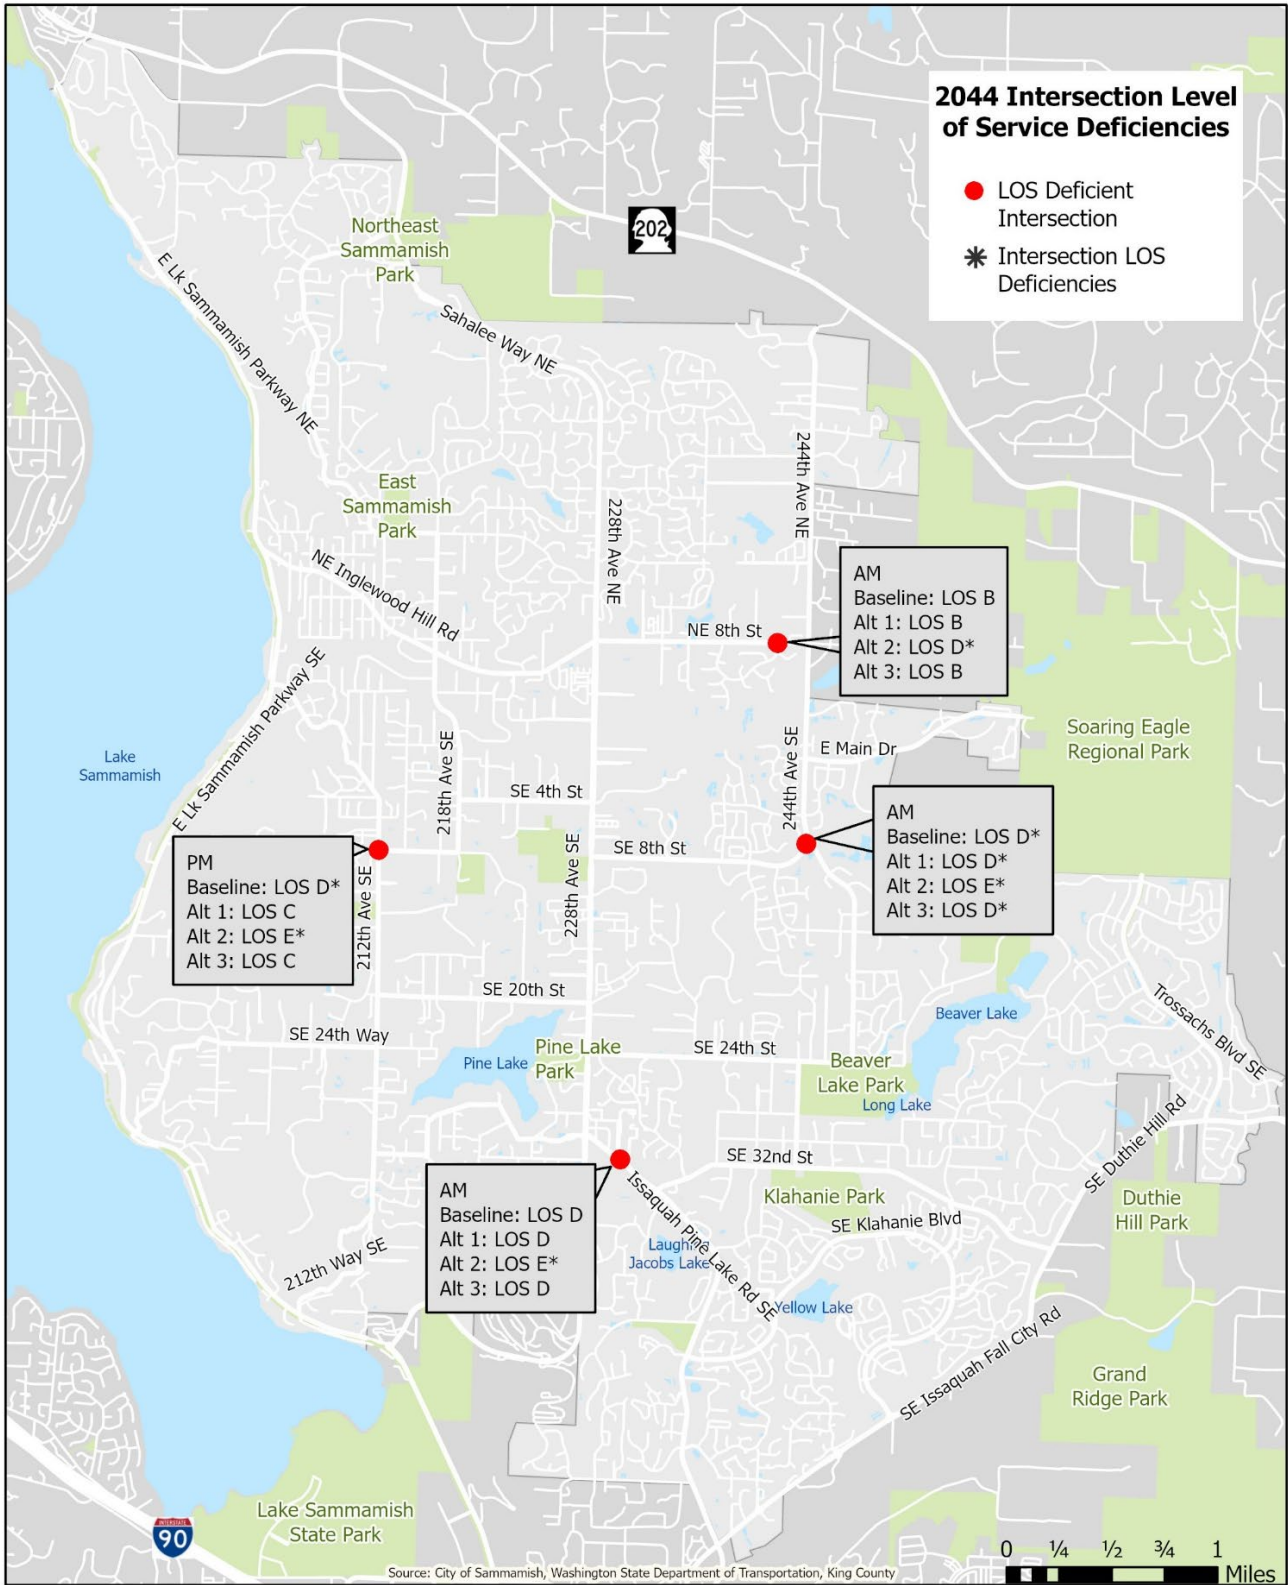 2044 Intersection Level
of Service Deficiencies
LOS Deficient
Intersection
Intersection LOS
Deficiencies
202
Northeast
Sammamish
Park
E Lk Sammamish Parkway NE
Sahalee Way NE
244th Ave NE
East
Sammamish
Park
228th Ave NE
NE Inglewood Hill Rd
AM
Baseline: LOS B
Alt 1: LOS B
Alt 2: LOS D*
Alt 3: LOS B
NE 8th St
E Lk Sammamish Parkway SE
Soaring Eagle
Regional Park
Lake
Sammamish
218th Ave SE
244th Ave SE
E Main Dr
SE 4th St
AM
Baseline: LOS D*
Alt 1: LOS D*
Alt 2: LOS E*
Alt 3: LOS D*
SE 8th St
PM
Baseline: LOS D*
Alt 1: LOS C
Alt 2: LOS E*
Alt 3: LOS C
212th Ave SE
228th Ave SE
SE 20th St
Beaver Lake
Trossachs Blvd SE
SE 24th Way
Pine Lake
Pine Lake
Park
SE 24th St
Beaver
Lake Park
Long Lake
SE 32nd St
SE Duthie Hill Rd
AM
Baseline: LOS D
Alt 1: LOS D
Alt 2: LOS E*
Alt 3: LOS D
Issaquah Pine Lake Rd SE
Klahanie Park
Duthie
Hill Park
SE Klahanie Blvd
212th Way SE
Jacobs Lake
Yellow Lake
SE Issaquah Fall City Rd
Grand
Ridge Park
Lake Sammamish
State Park
INTERSTATE
90
0 ¼ ½ ¾ 1
Miles
Source: City of Sammamish, Washington State Department of Transportation, King County